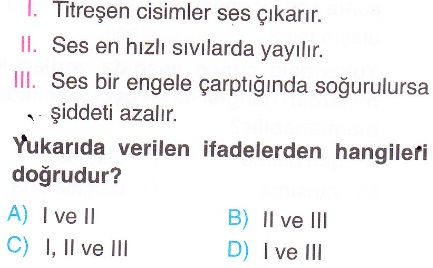 I. Titreşen cisimler ses çıkarır.
II. Ses en hızlı sıvılarda yayılır.
III. Ses bir engele çarptığında soğurulursa
şiddeti azalır.
Yukarıda verilen ifadelerden hangileri
doğrudur?
A) I ve II B) II ve III
C) I, II ve III D) I ve III